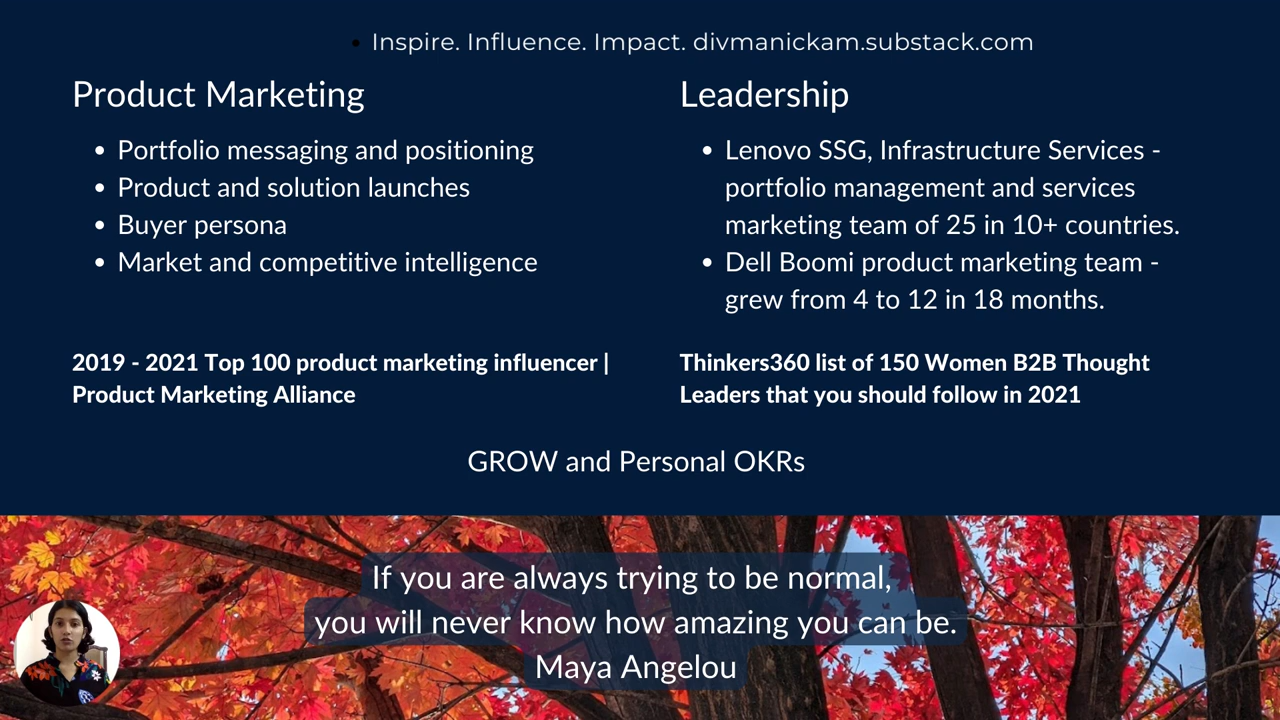 Inspire. Influence. Impact. divmanickam.substack.com
Product Marketing
Portfolio messaging and positioning
Product and solution launches
Buyer persona
Market and competitive intelligence
2019 - 2021 Top 100 product marketing influencer |
Product Marketing Alliance
Leadership
Lenovo SSG, Infrastructure Services -
portfolio management and services
marketing team of 25 in 10+ countries.
Dell Boomi product marketing team -
grew from 4 to 12 in 18 months.
Thinkers360 list of 150 Women B2B Thought
Leaders that you should follow in 2021
GROW and Personal OKRs
If you are always trying to be normal,
you will never know how amazing you can be.
Maya Angelou